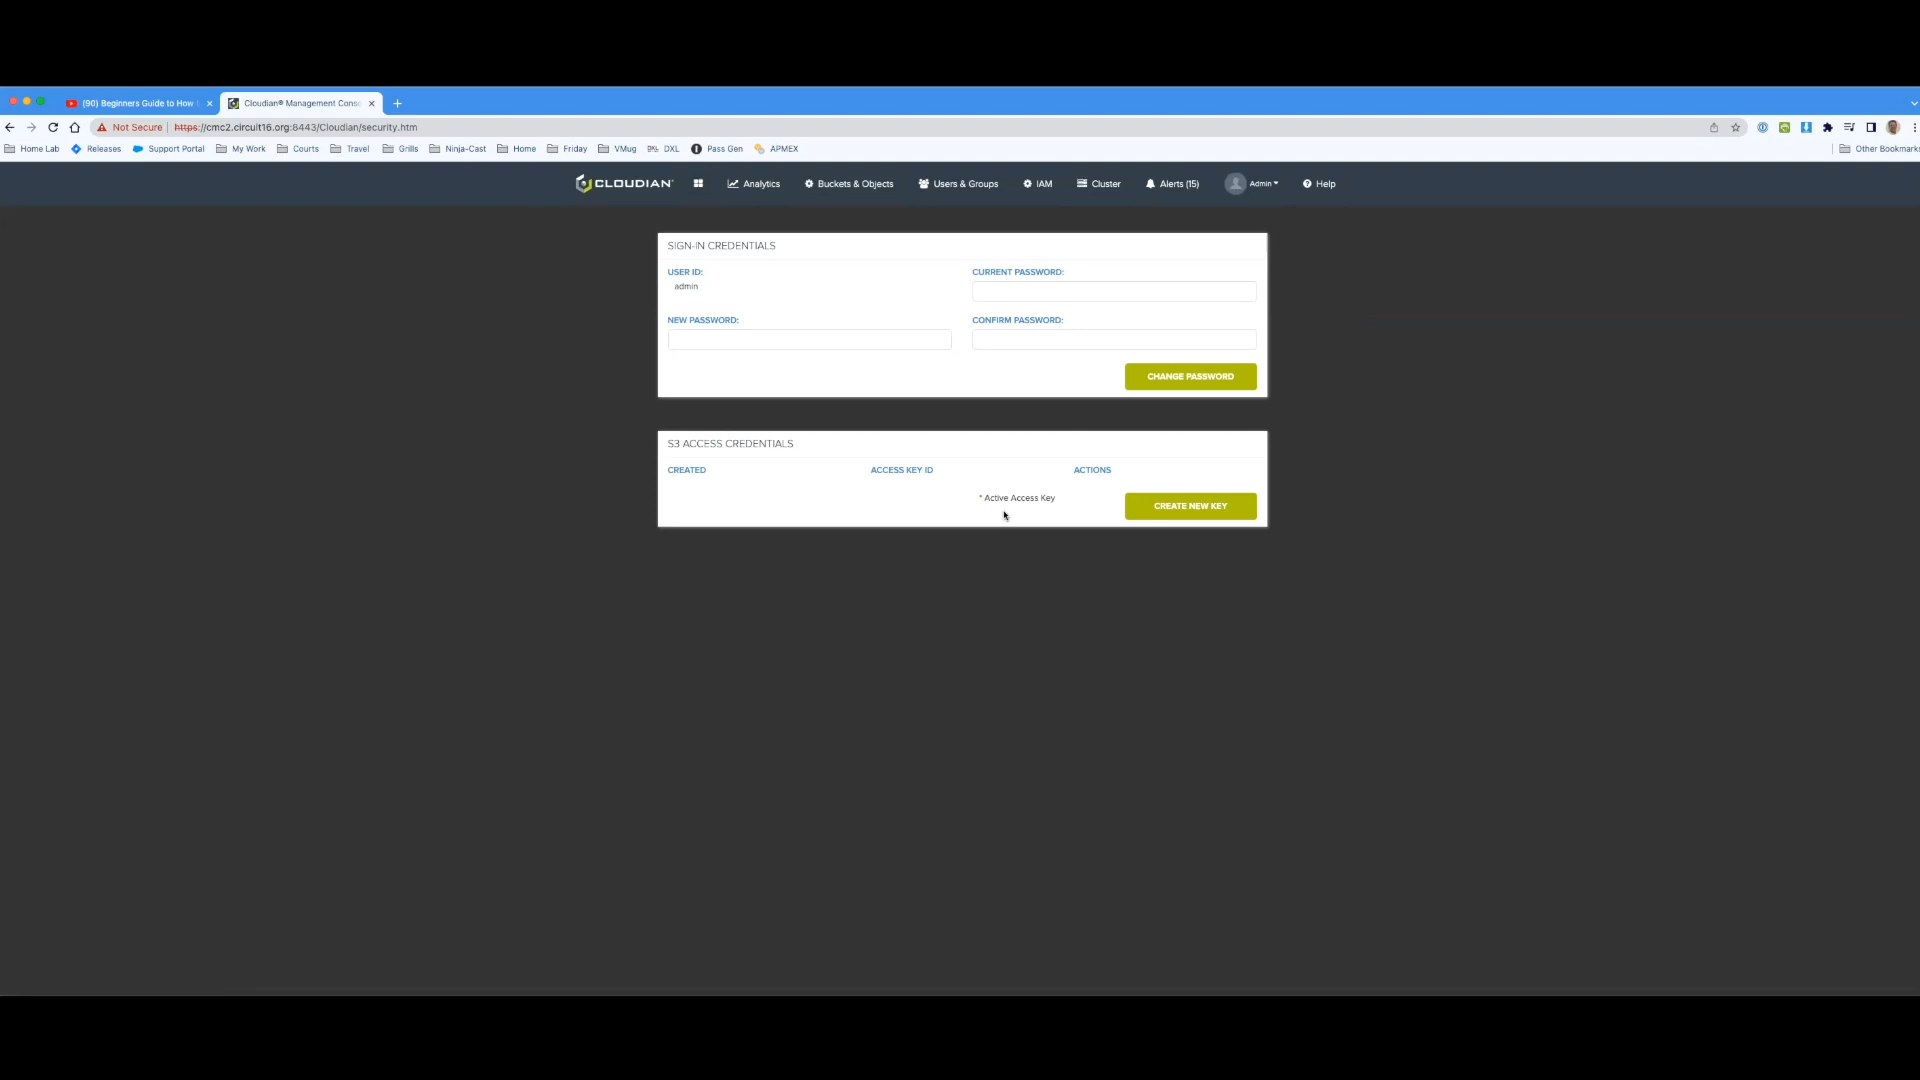 (90) Beginners Guide to How
Cloudian® Management Conso
Not Secure
https://cmc2.circuit16.org:8443/Cloudian/security.htm
Home Lab
Releases
Support Portal
My Work
Courts
Travel
Grills
Ninja-Cast
Home
Friday
VMug
DXL
Pass Gen
APMEX
Other Bookmarks
CLOUDIAN
Analytics
Buckets & Objects
Users & Groups
IAM
Cluster
Alerts (15)
Admin
Help
SIGN-IN CREDENTIALS
USER ID:
admin
CURRENT PASSWORD:
NEW PASSWORD:
CONFIRM PASSWORD:
CHANGE PASSWORD
S3 ACCESS CREDENTIALS
CREATED
ACCESS KEY ID
ACTIONS
* Active Access Key
CREATE NEW KEY